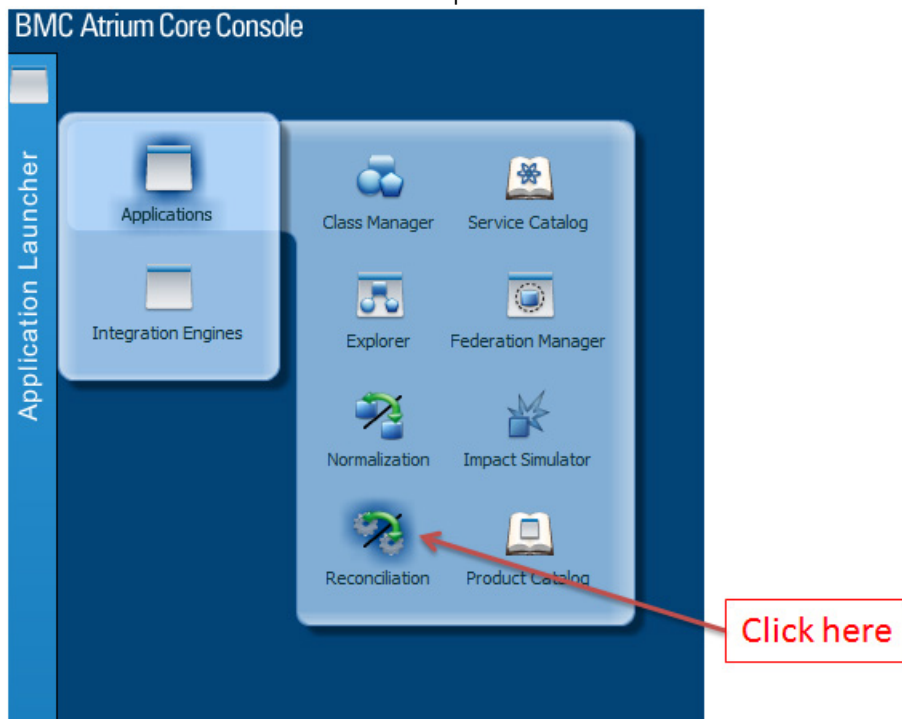 BMC Atrium Core Console
Application Launcher
Applications
Integration Engines
Class Manager
Service Catalog
Explorer
Federation Manager
Normalization
Impact Simulator
Reconciliation
Product Catalog
Click here